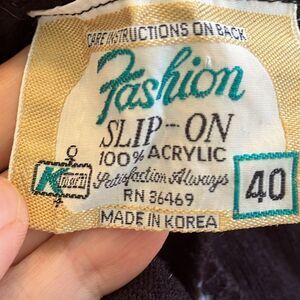 CARE INSTRUCTIONS ON BACK
Fashion
SLIP-ON
100% ACRYLIC
Kmart
Satisfaction Always
40
RN 36469
MADE IN KOREA